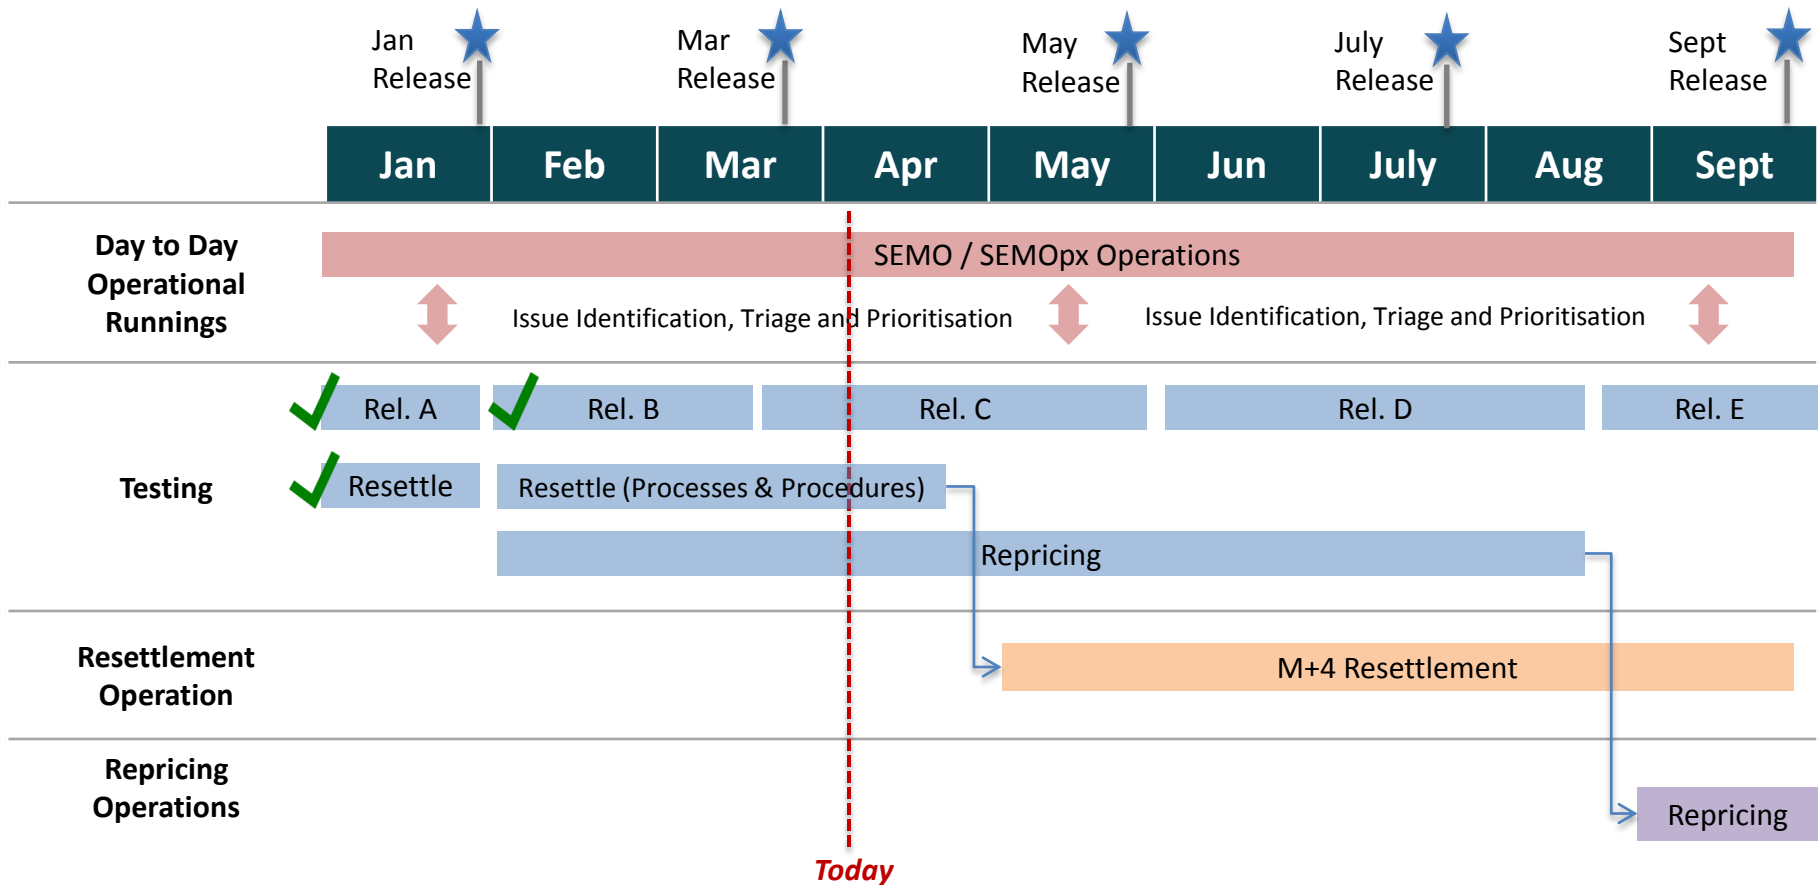 Jan
Release
Mar
Release
May
Release
July
Release
Sept
Release
Jan
Feb
Mar
Apr
May
Jun
July
Aug
Sept
Day to Day
Operational
Runnings
SEMO / SEMOpx Operations
Issue Identification, Triage and Prioritisation
Issue Identification, Triage and Prioritisation
Testing
Rel. A
Rel. B
Rel. C
Rel. D
Rel. E
Resettle
Resettle (Processes & Procedures)
Repricing
Resettlement
Operation
M+4 Resettlement
Repricing
Operations
Repricing
Today